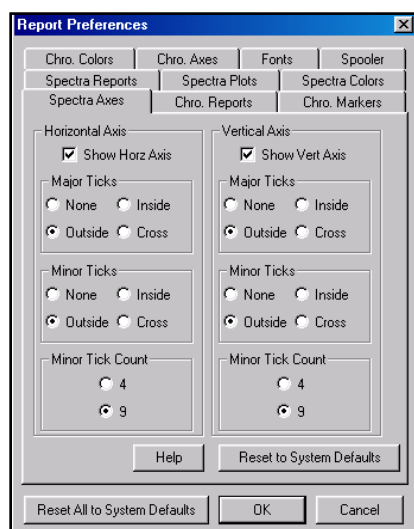 Report Preferences
Chro. Colors Chro. Axes Fonts Spooler
Spectra Reports Spectra Plots Spectra Colors
Spectra Axes Chro. Reports Chro. Markers
Horizontal Axis Vertical Axis
Show Horz Axis Show Vert Axis
Major Ticks Major Ticks
None Inside None Inside
Outside Cross Outside Cross
Minor Ticks Minor Ticks
None Inside None Inside
Outside Cross Outside Cross
Minor Tick Count Minor Tick Count
4 4
9 9
Help Reset to System Defaults
Reset All to System Defaults OK Cancel